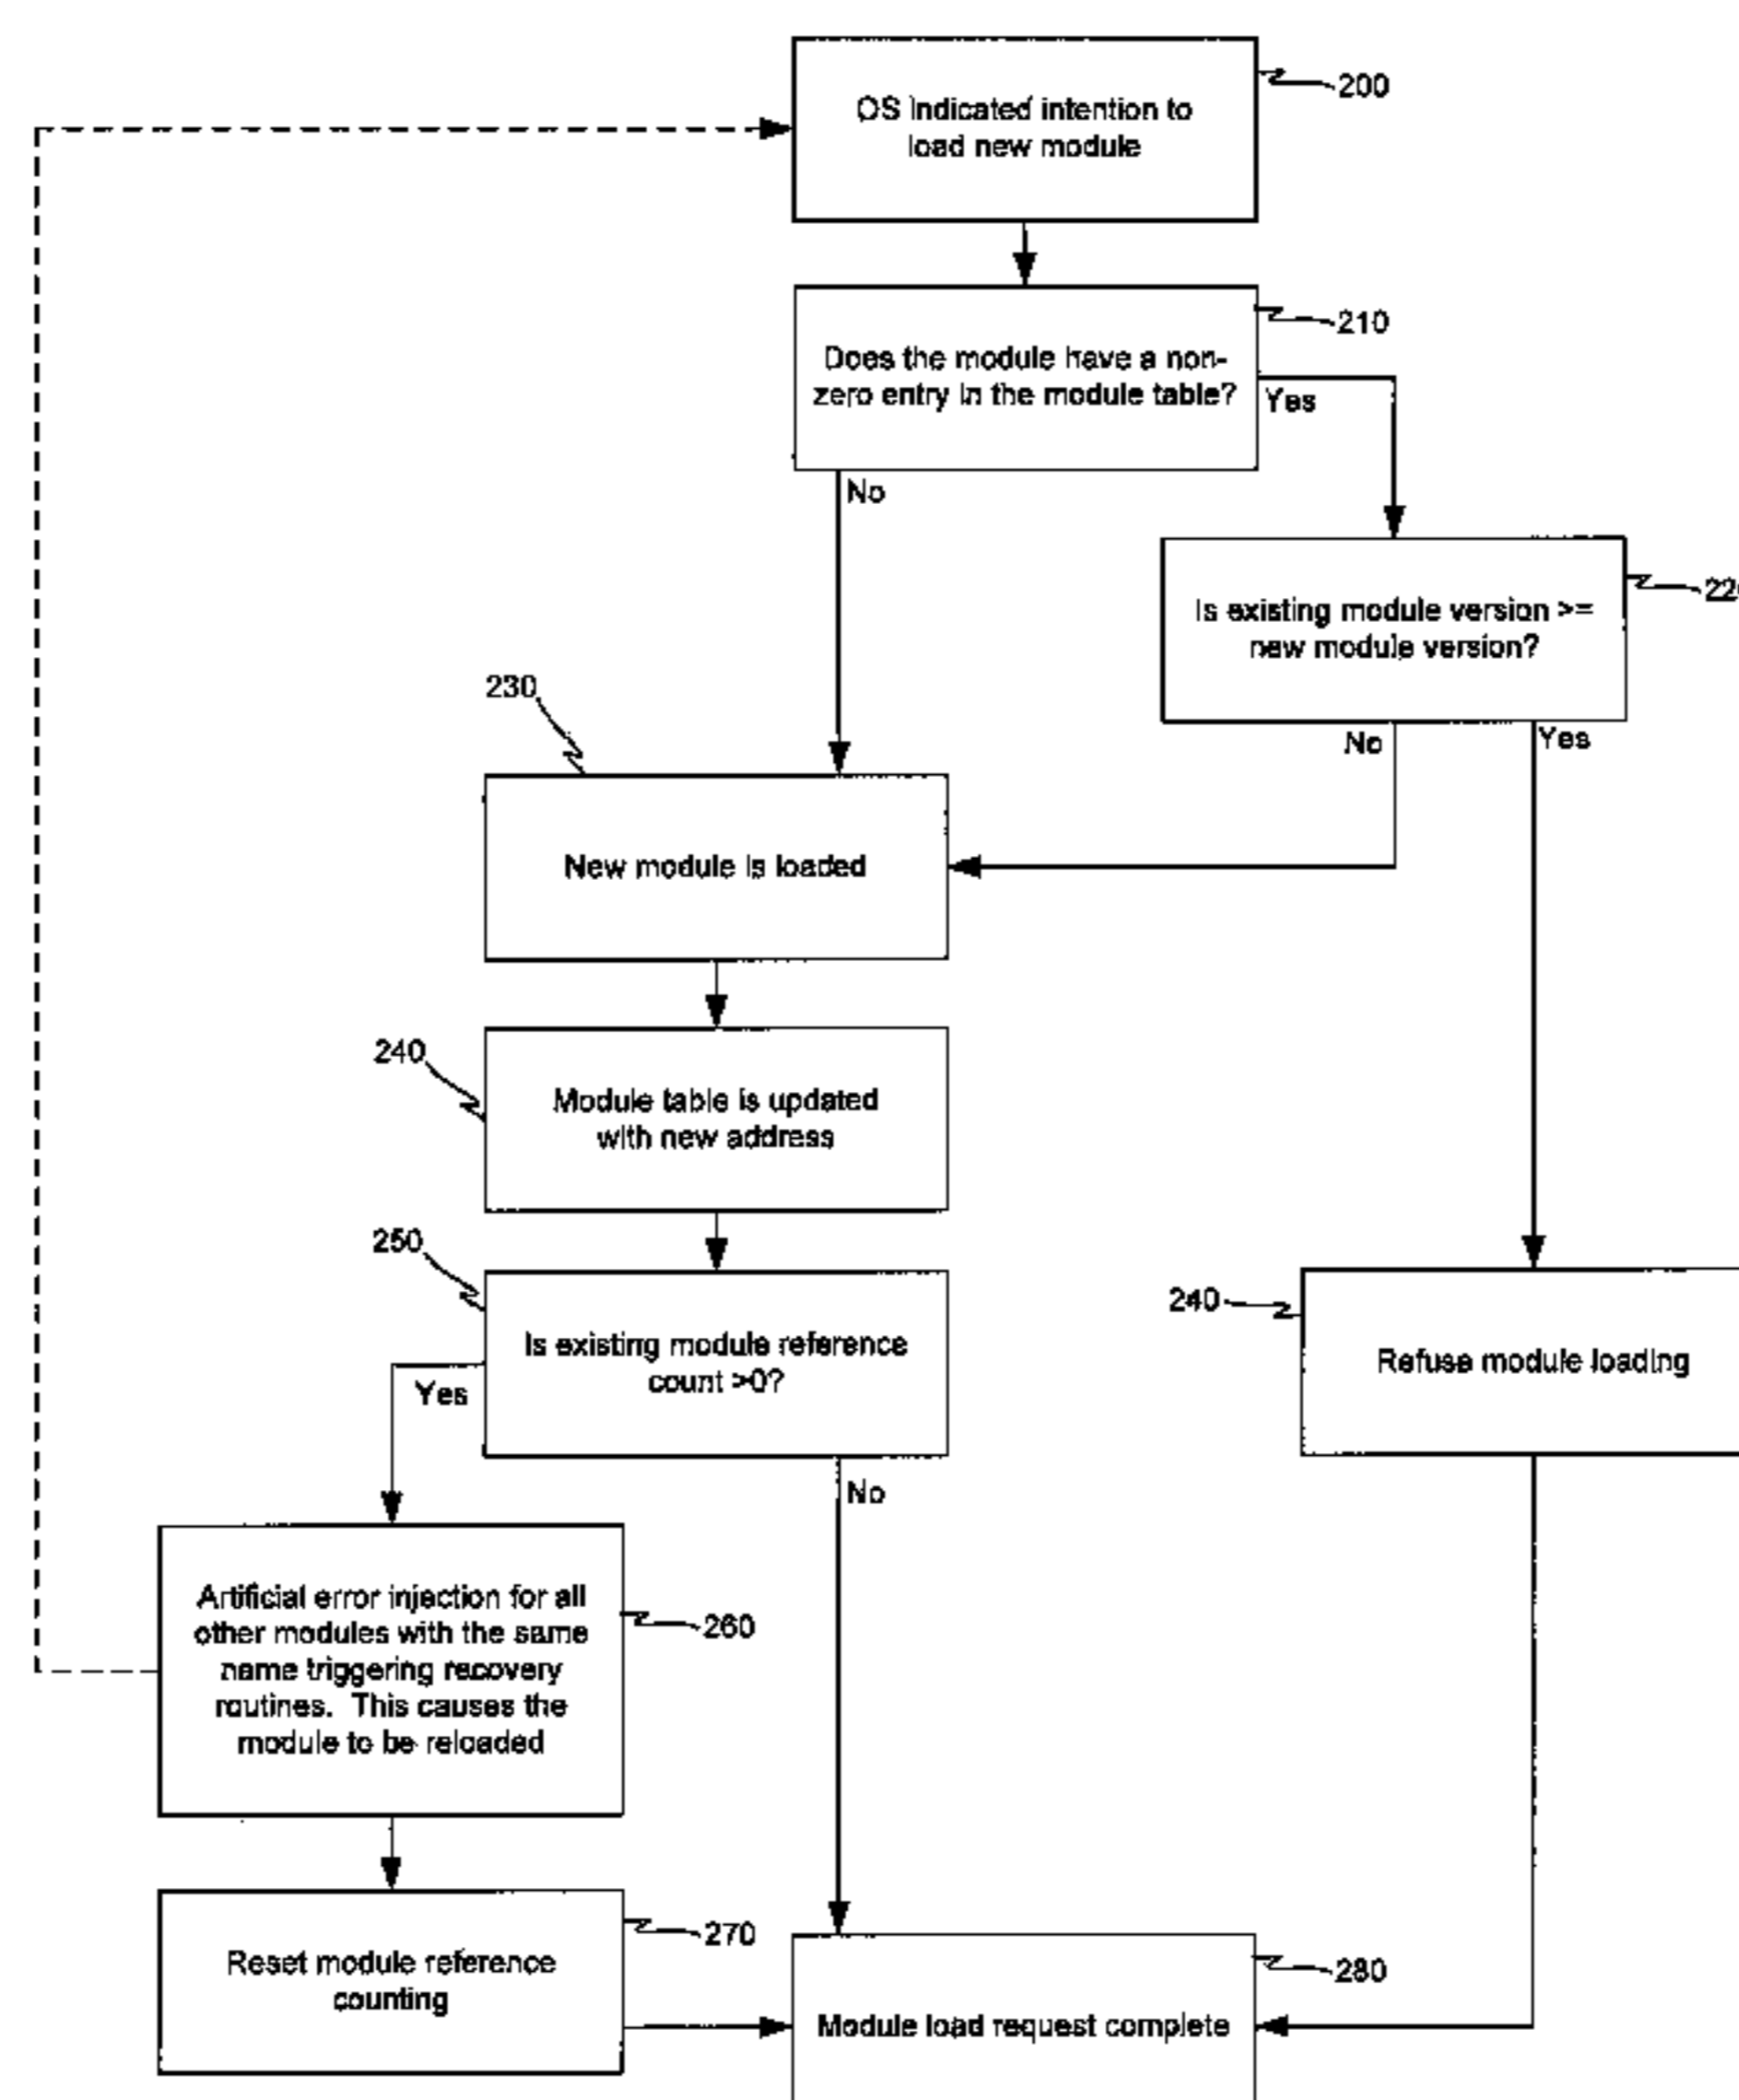 OS Indicated intention to
load new module
200
Does the module have a non-
zero entry in the module table?
210
Yes
No
Is existing module version >=
new module version?
No
Yes
230
New module is loaded
240
Module table is updated
with new address
250
Is existing module reference
count >0?
Yes
No
240
Refuse module loading
Artificial error injection for all
other modules with the same
name triggering recovery
routines. This causes the
module to be reloaded
260
Reset module reference
counting
270
Module load request complete
280